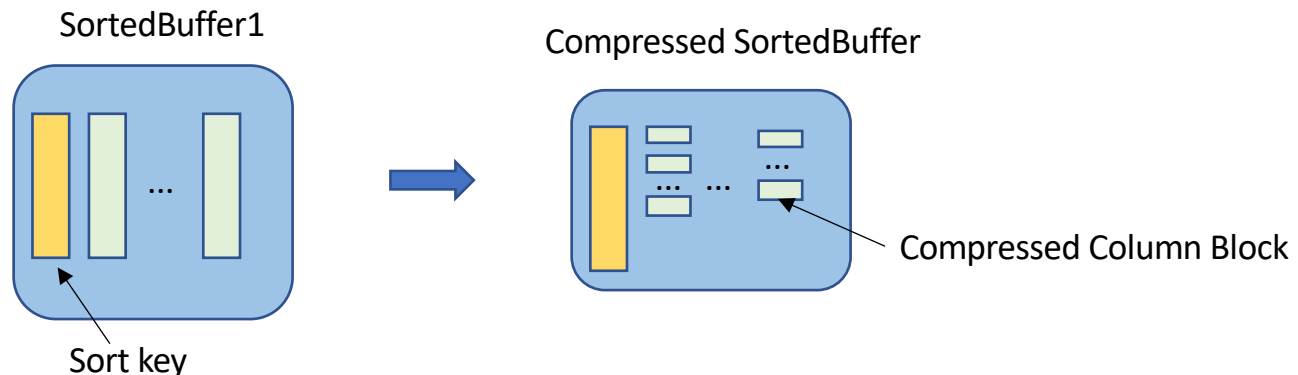 SortedBuffer1
Compressed SortedBuffer
...
... ...
...
Compressed Column Block
Sort key